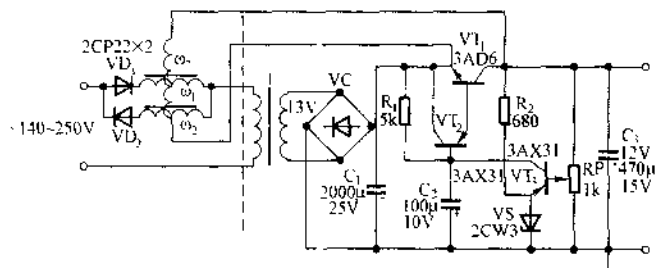 2CP22×2
VD₁
ω₃
ω₁
ω₂
VD₂
~140~250V
13V
VC
C₁
2000μ
25V
R₁
5k
VT₁
3AD6
VT₂
3AX31
C₂
100μ
10V
R₂
680
3AX31
VT₃
VS
2CW3
RP
1k
C₃
12V
470μ
15V